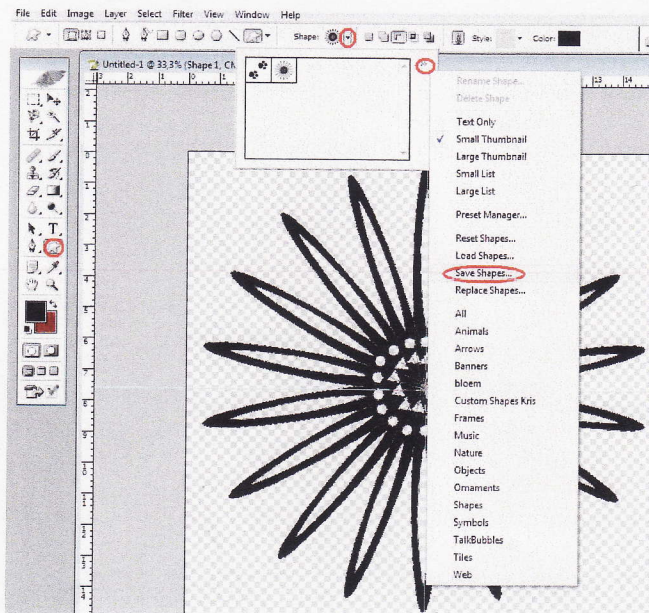 File Edit Image Layer Select Filter View Window Help
Shape: Style: Color:
Untitled-1 @ 33,3% (Shape 1, CM
Rename Shape...
Delete Shape
Text Only
✓ Small Thumbnail
Large Thumbnail
Small List
Large List
Preset Manager...
Reset Shapes...
Load Shapes...
Save Shapes...
Replace Shapes...
All
Animals
Arrows
Banners
bloem
Custom Shapes Kris
Frames
Music
Nature
Objects
Ornaments
Shapes
Symbols
TalkBubbles
Tiles
Web